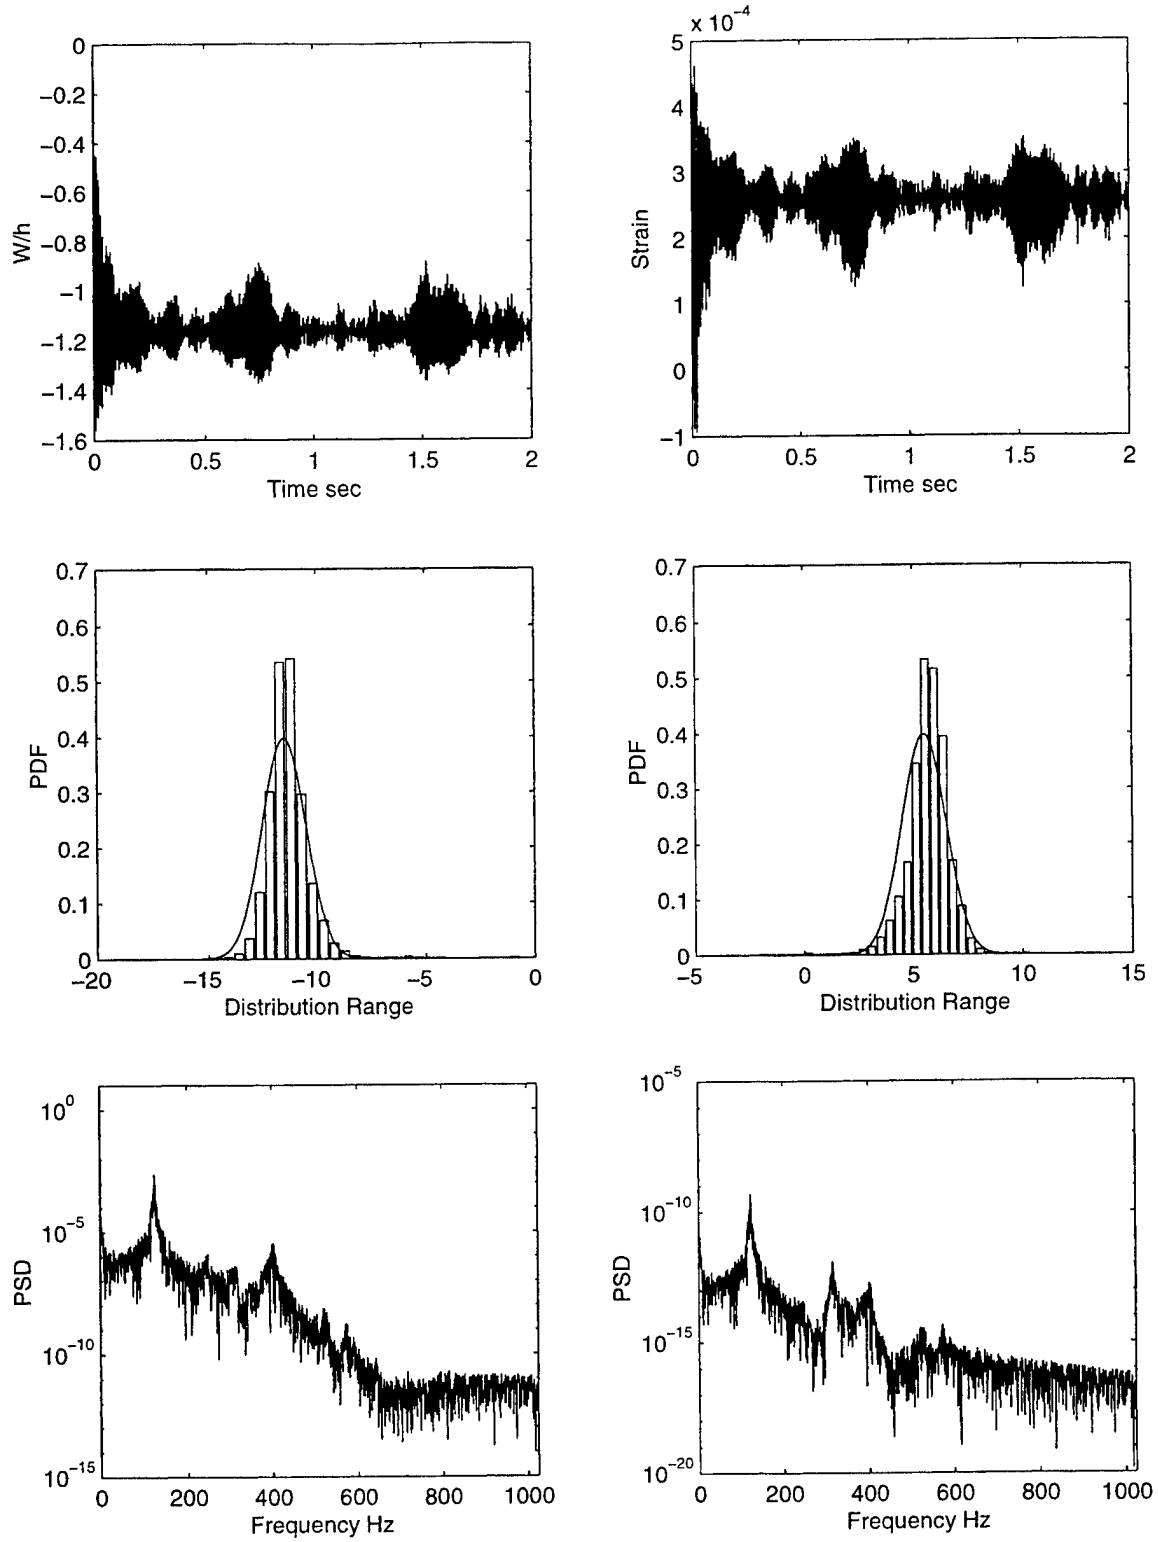 0
−0.2
−0.4
−0.6
−0.8
−1
−1.2
−1.4
−1.6
W/h
0 0.5 1 1.5 2
Time sec
x 10⁻⁴
5
4
3
2
1
0
−1
Strain
0 0.5 1 1.5 2
Time sec
0.7
0.6
0.5
0.4
0.3
0.2
0.1
0
PDF
−20 −15 −10 −5 0
Distribution Range
0.7
0.6
0.5
0.4
0.3
0.2
0.1
0
PDF
−5 0 5 10 15
Distribution Range
10⁰
10⁻⁵
10⁻¹⁰
10⁻¹⁵
PSD
0 200 400 600 800 1000
Frequency Hz
10⁻⁵
10⁻¹⁰
10⁻¹⁵
10⁻²⁰
PSD
0 200 400 600 800 1000
Frequency Hz